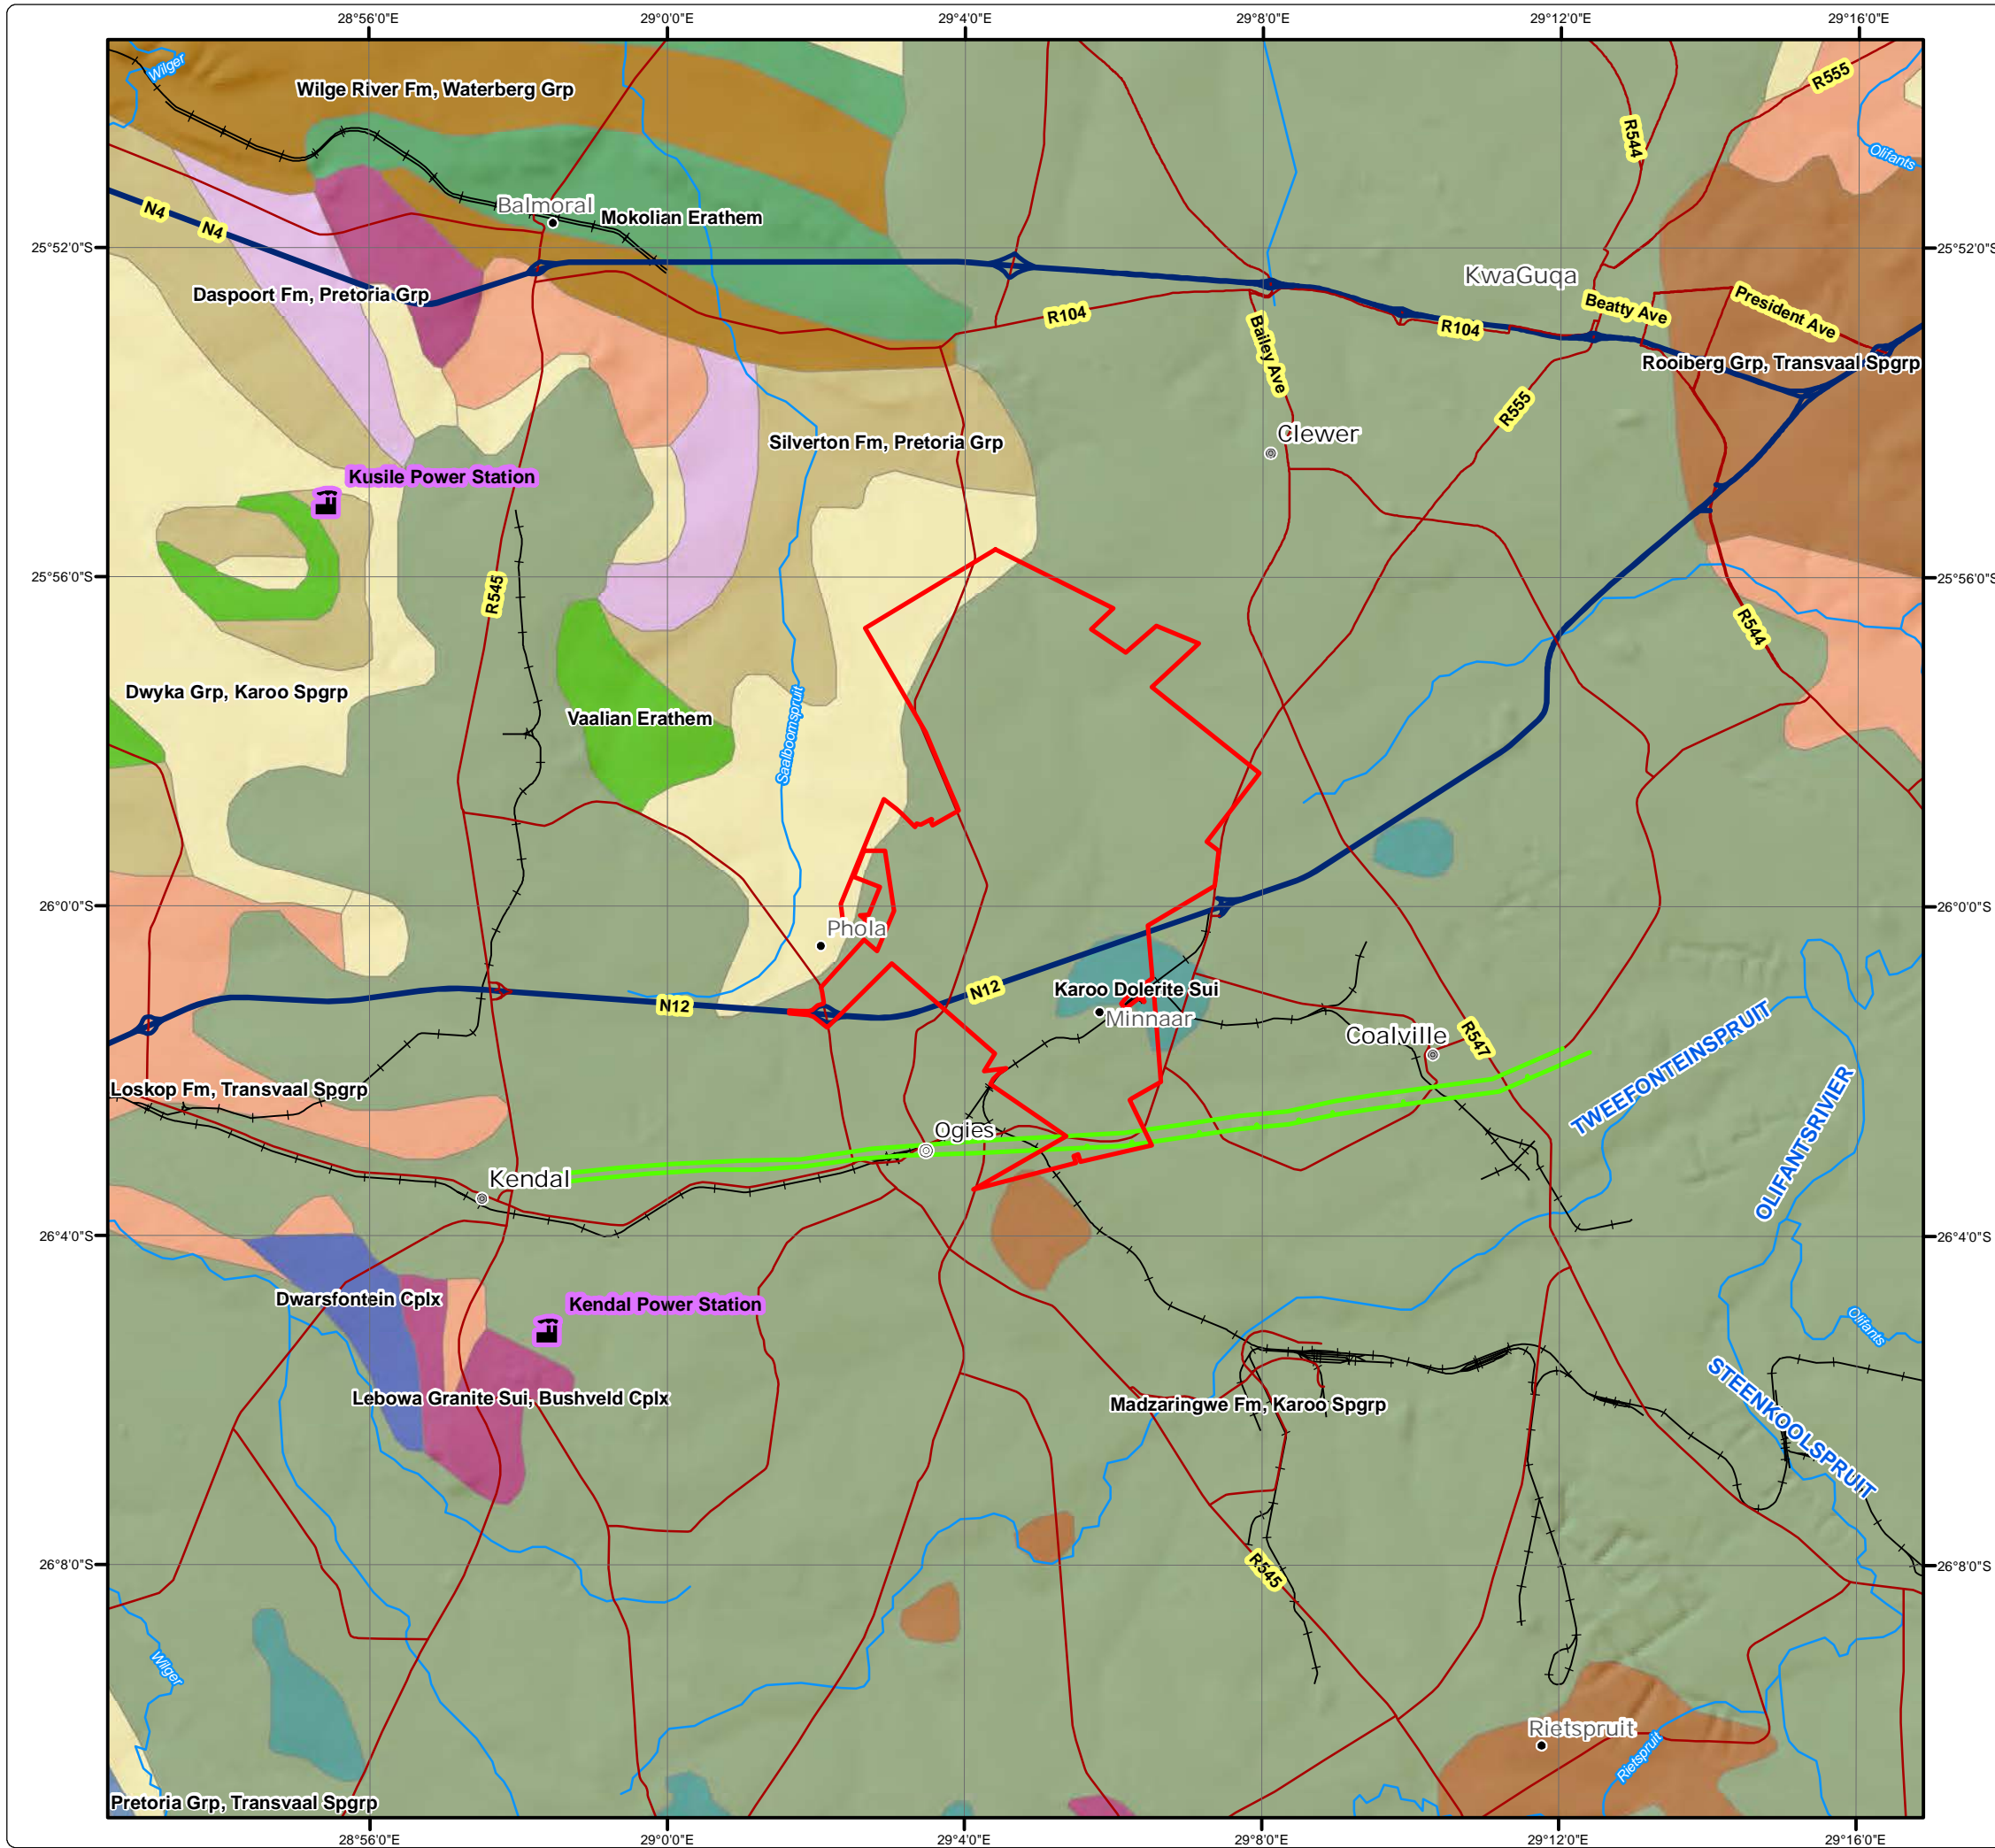 28°56'0"E
29°0'0"E
29°4'0"E
29°8'0"E
29°12'0"E
29°16'0"E
Wilger
Wilge River Fm, Waterberg Grp
R555
R544
Olifants
Balmoral
Mokolian Erathem
N4
N4
25°52'0"S
25°52'0"S
KwaGuqa
Daspoort Fm, Pretoria Grp
R104
R104
Beatty Ave
President Ave
Bailey Ave
Rooiberg Grp, Transvaal Spgrp
R555
Clewer
Silverton Fm, Pretoria Grp
Kusile Power Station
25°56'0"S
25°56'0"S
R545
R544
Dwyka Grp, Karoo Spgrp
Vaalian Erathem
Saalboomspruit
26°0'0"S
26°0'0"S
Phola
N12
N12
Karoo Dolerite Sui
Minnaar
Coalville
R547
TWEEFONTEINSPRUIT
OLIFANTSRIVIER
Loskop Fm, Transvaal Spgrp
Ogies
Kendal
26°4'0"S
26°4'0"S
Dwarsfontein Cplx
Kendal Power Station
Olifants
Lebowa Granite Sui, Bushveld Cplx
Madzaringwe Fm, Karoo Spgrp
STEENKOOLSPRUIT
26°8'0"S
26°8'0"S
R545
Wilger
Rietspruit
Rietspruit
Pretoria Grp, Transvaal Spgrp
28°56'0"E
29°0'0"E
29°4'0"E
29°8'0"E
29°12'0"E
29°16'0"E